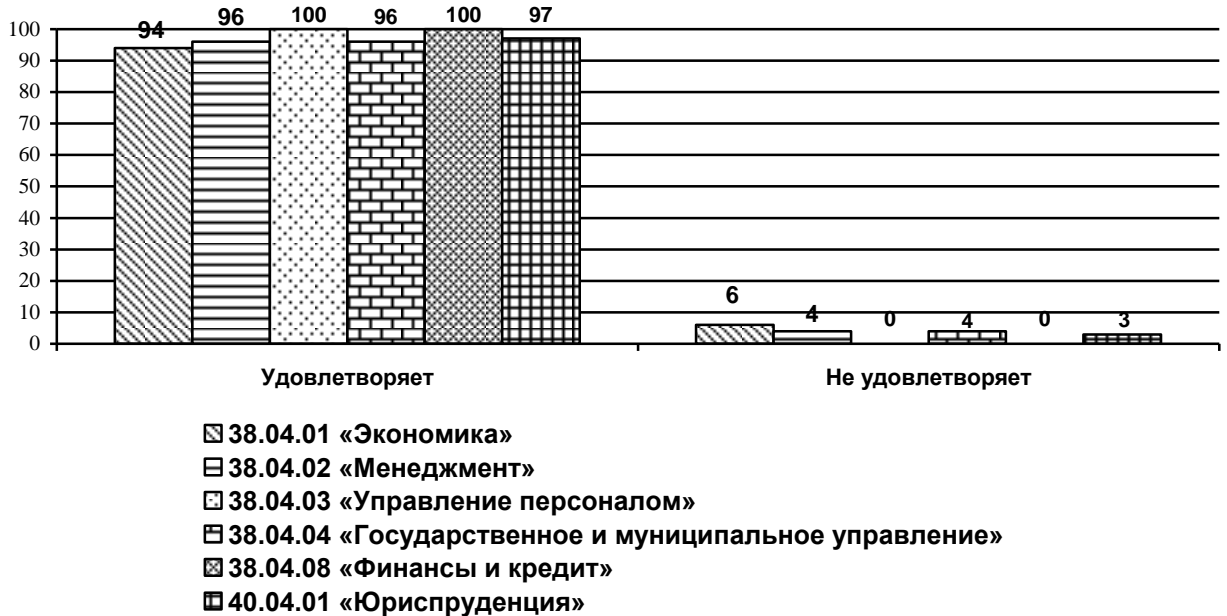 94 96 100 96 100 97
100
90
80
70
60
50
40
30
20
10
0
6 4 0 4 0 3
Удовлетворяет Не удовлетворяет
38.04.01 «Экономика»
38.04.02 «Менеджмент»
38.04.03 «Управление персоналом»
38.04.04 «Государственное и муниципальное управление»
38.04.08 «Финансы и кредит»
40.04.01 «Юриспруденция»